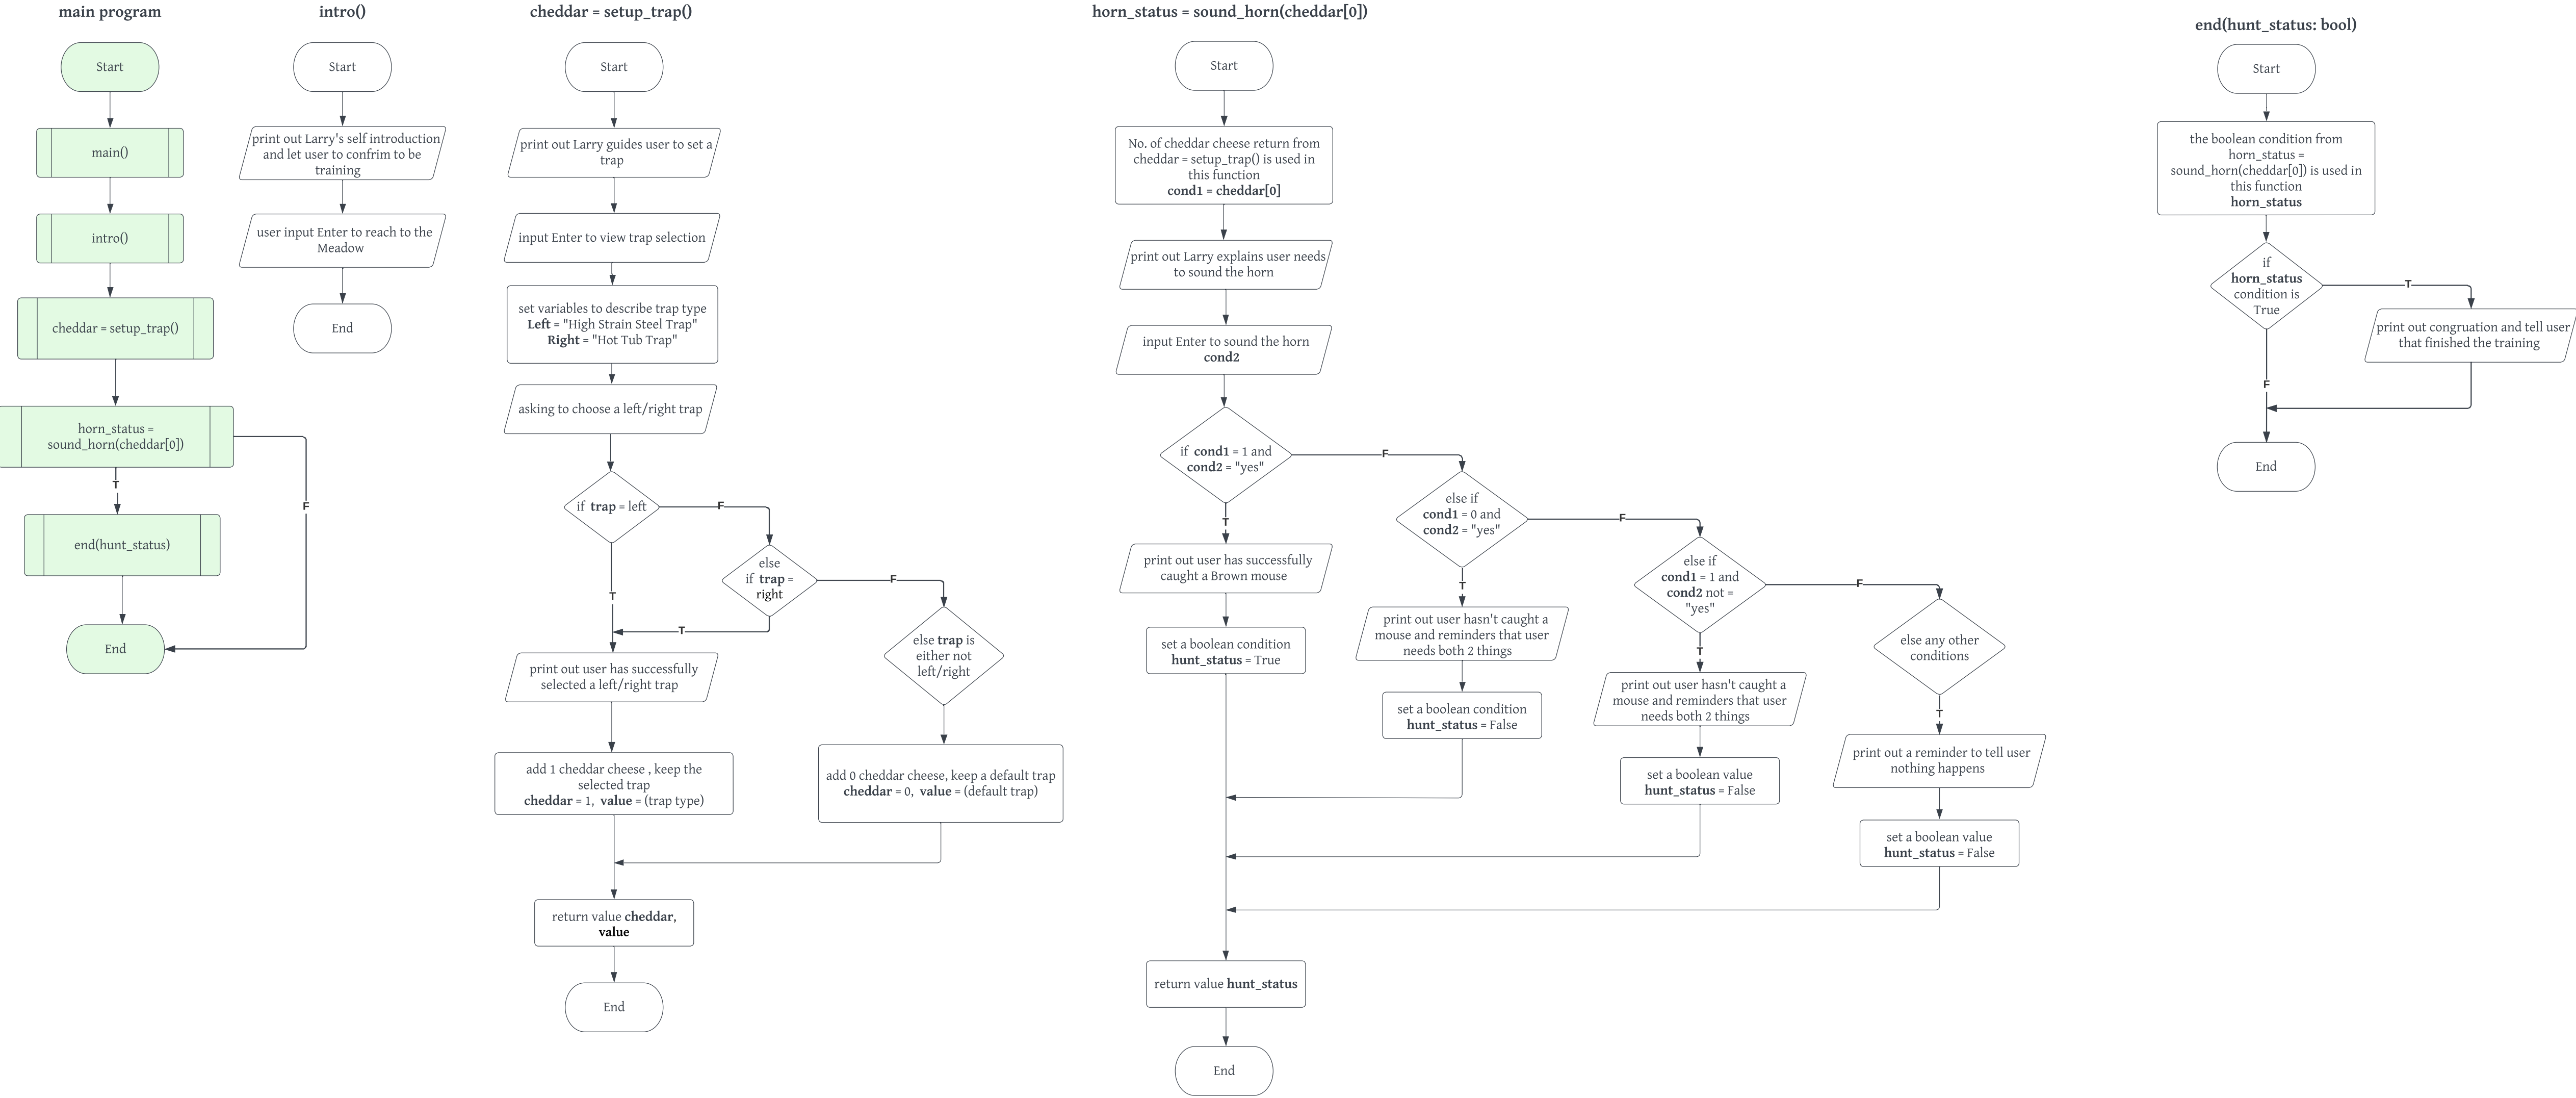 main program
Start
main()
intro()
cheddar = setup_trap()
horn_status =
sound_horn(cheddar[0])
T
F
end(hunt_status)
End
intro()
Start
print out Larry's self introduction
and let user to confrim to be
training
user input Enter to reach to the
Meadow
End
cheddar = setup_trap()
Start
print out Larry guides user to set a
trap
input Enter to view trap selection
set variables to describe trap type
Left = "High Strain Steel Trap"
Right = "Hot Tub Trap"
asking to choose a left/right trap
if trap = left
F
T
else
if trap =
right
F
T
else trap is
either not
left/right
print out user has successfully
selected a left/right trap
add 1 cheddar cheese , keep the
selected trap
cheddar = 1, value = (trap type)
add 0 cheddar cheese, keep a default trap
cheddar = 0, value = (default trap)
return value cheddar,
value
End
horn_status = sound_horn(cheddar[0])
Start
No. of cheddar cheese return from
cheddar = setup_trap() is used in
this function
cond1 = cheddar[0]
print out Larry explains user needs
to sound the horn
input Enter to sound the horn
cond2
if cond1 = 1 and
cond2 = "yes"
F
T
print out user has successfully
caught a Brown mouse
set a boolean condition
hunt_status = True
else if
cond1 = 0 and
cond2 = "yes"
F
T
print out user hasn't caught a
mouse and reminders that user
needs both 2 things
set a boolean condition
hunt_status = False
else if
cond1 = 1 and
cond2 not =
"yes"
F
T
print out user hasn't caught a
mouse and reminders that user
needs both 2 things
set a boolean value
hunt_status = False
else any other
conditions
T
print out a reminder to tell user
nothing happens
set a boolean value
hunt_status = False
return value hunt_status
End
end(hunt_status: bool)
Start
the boolean condition from
horn_status =
sound_horn(cheddar[0]) is used in
this function
horn_status
if
horn_status
condition is
True
T
F
print out congruation and tell user
that finished the training
End